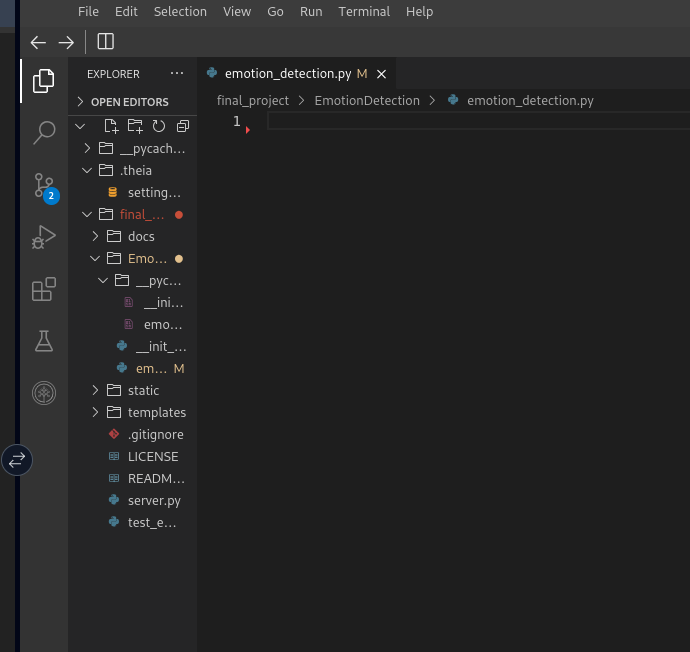 File Edit Selection View Go Run Terminal Help
EXPLORER ···
emotion_detection.py M
OPEN EDITORS
final_project > EmotionDetection > emotion_detection.py
1
__pycach...
.theia
setting...
final_...
docs
Emo...
__pyc...
__ini...
emo...
__init_...
em... M
static
templates
.gitignore
LICENSE
READM...
server.py
test_e...
2